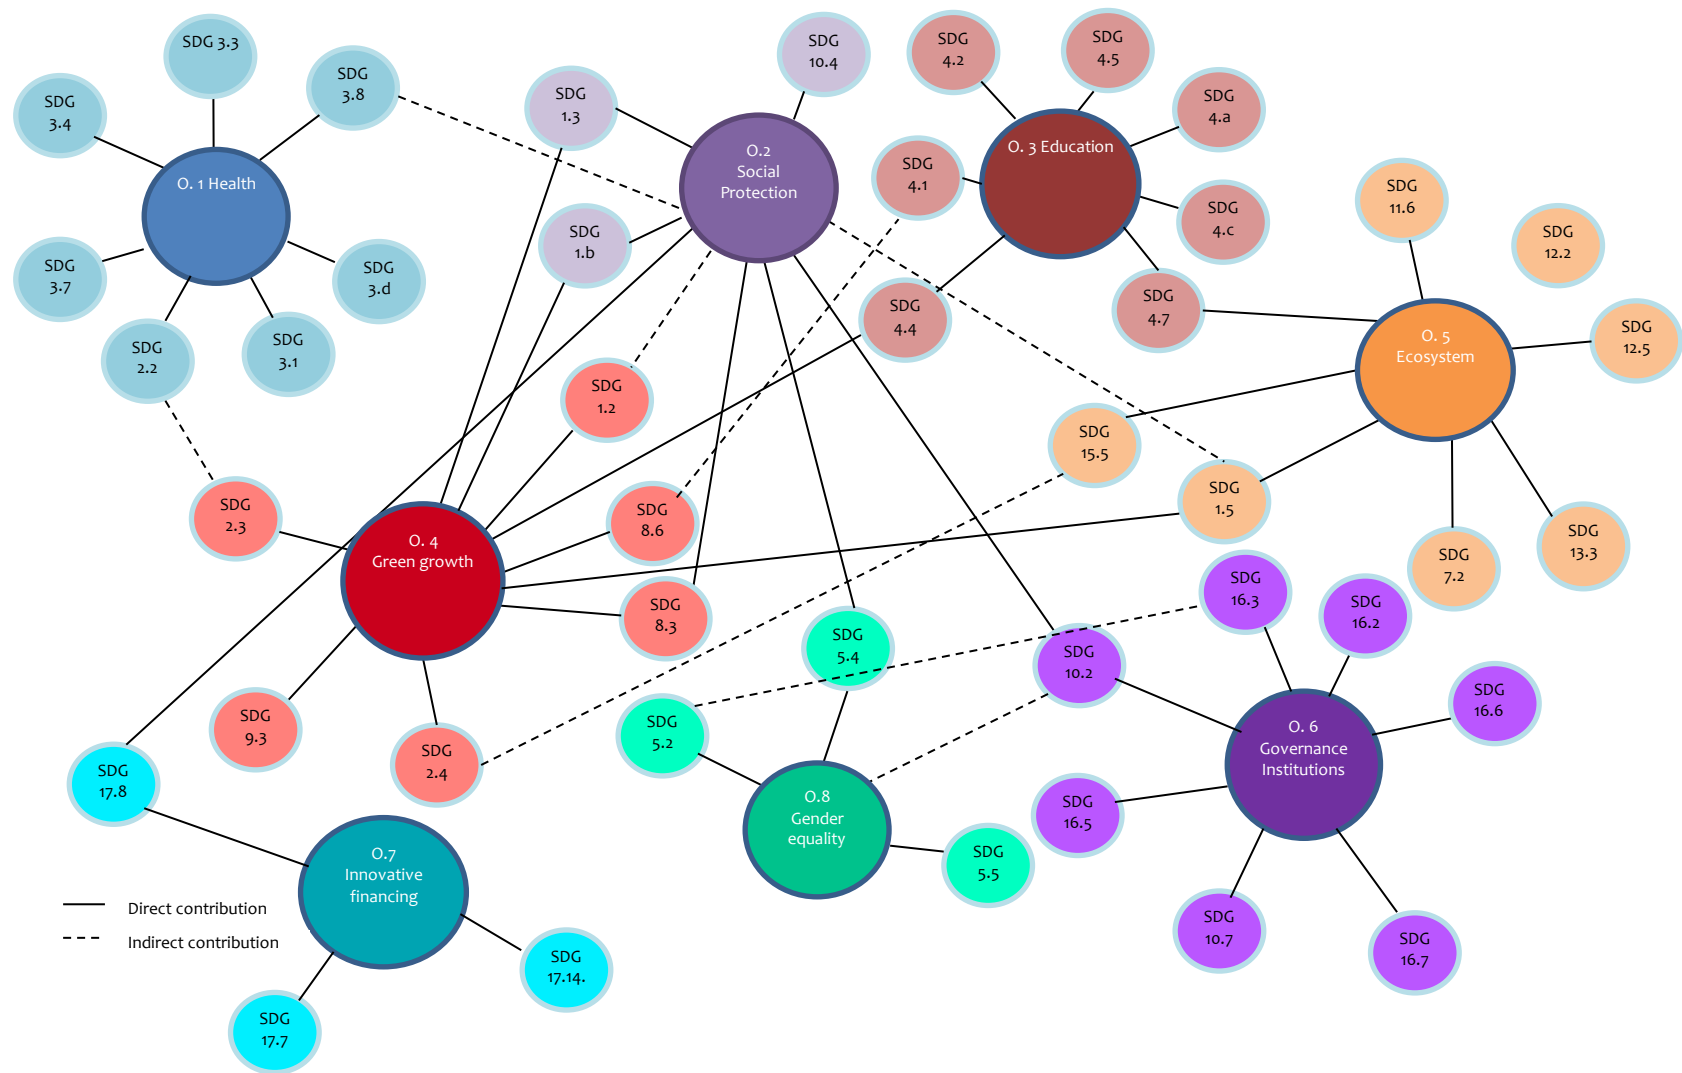 SDG 3.3
SDG
3.4
SDG
3.8
O. 1 Health
SDG
3.7
SDG
3.d
SDG
2.2
SDG
3.1
SDG
1.3
SDG
10.4
O.2
Social
Protection
SDG
1.b
SDG
4.2
SDG
4.5
SDG
4.a
O. 3 Education
SDG
4.1
SDG
4.c
SDG
4.4
SDG
4.7
SDG
11.6
SDG
12.2
SDG
12.5
O. 5
Ecosystem
SDG
15.5
SDG
1.5
SDG
7.2
SDG
13.3
SDG
1.2
SDG
2.3
SDG
8.6
O. 4
Green growth
SDG
8.3
SDG
9.3
SDG
2.4
SDG
5.4
SDG
5.2
O.8
Gender
equality
SDG
5.5
SDG
16.3
SDG
16.2
SDG
10.2
SDG
16.6
O. 6
Governance
Institutions
SDG
16.5
SDG
10.7
SDG
16.7
SDG
17.8
O.7
Innovative
financing
SDG
17.14.
SDG
17.7
Direct contribution
Indirect contribution